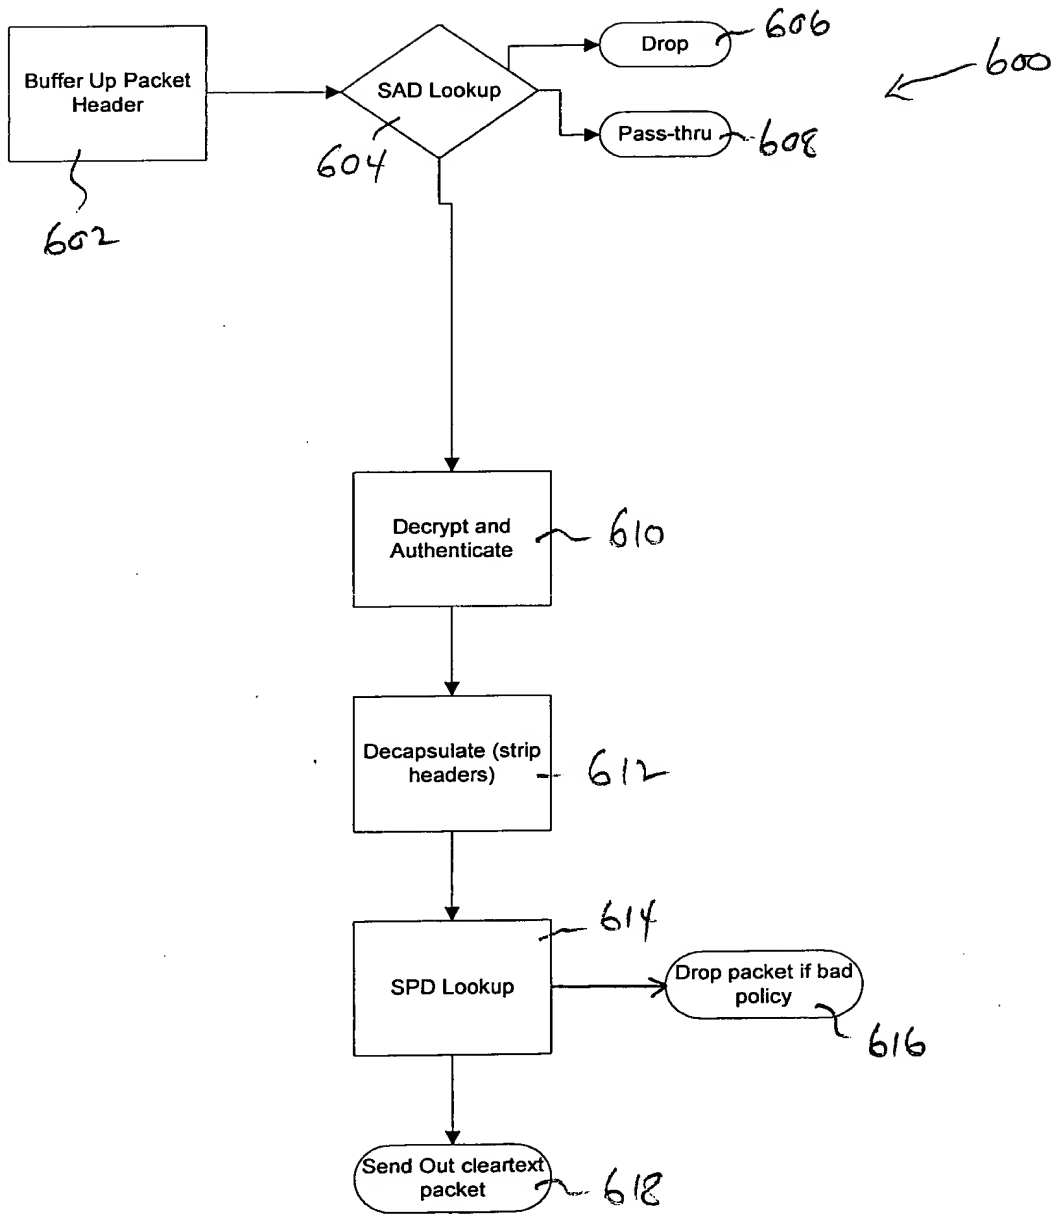 606
Drop
600
Buffer Up Packet
Header
SAD Lookup
Pass-thru
608
604
602
Decrypt and
Authenticate
610
Decapsulate (strip
headers)
612
614
SPD Lookup
Drop packet if bad
policy
616
Send Out cleartext
packet
618